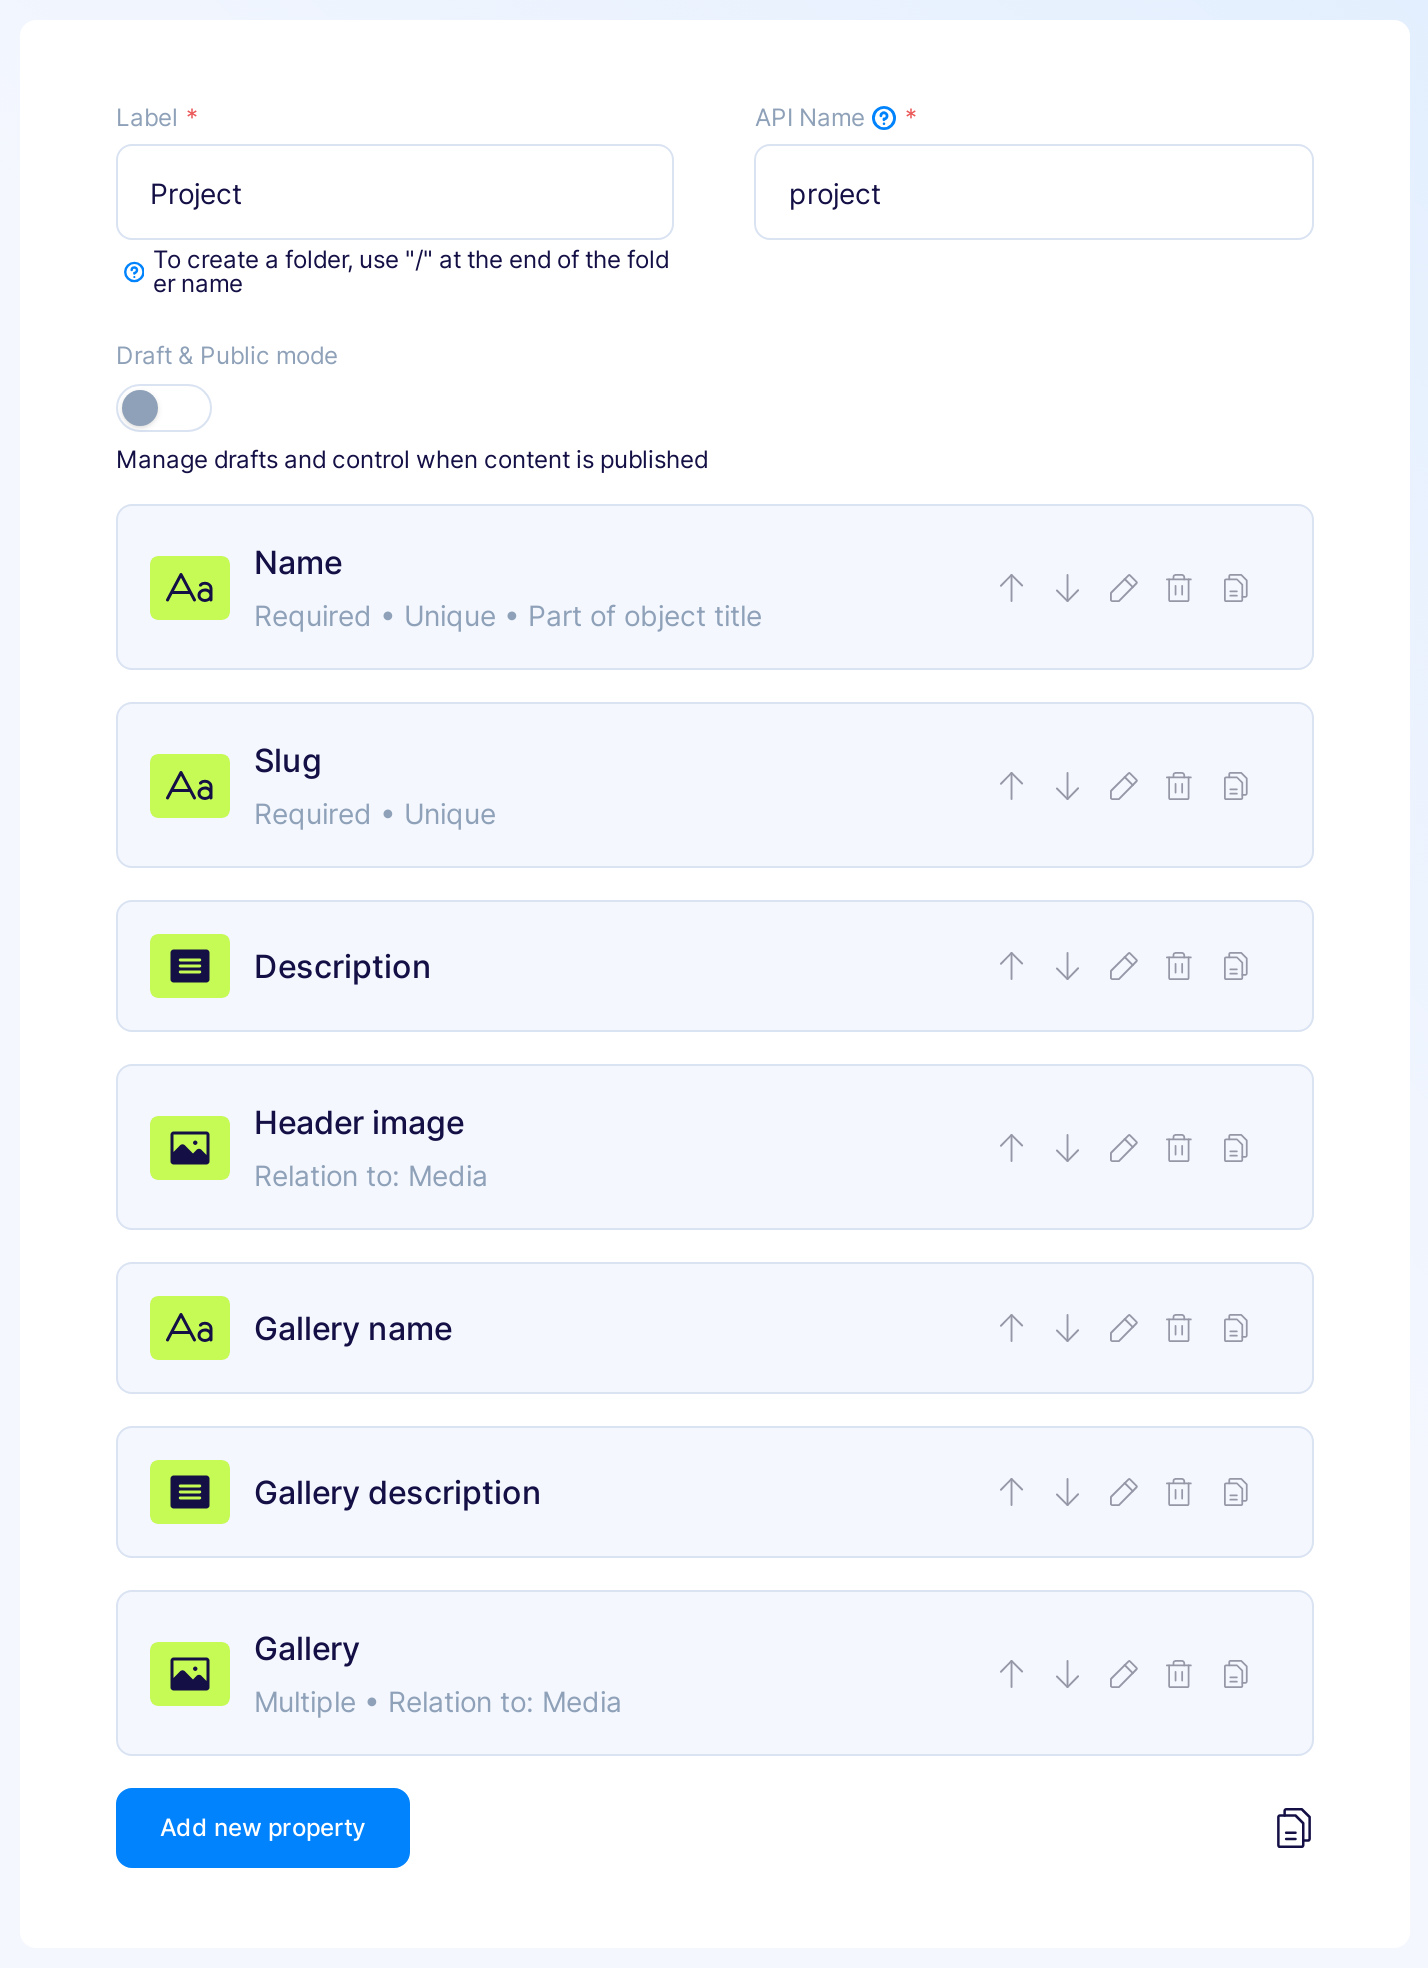 Label *
API Name *
Project
project
To create a folder, use "/" at the end of the fold
er name
Draft & Public mode
Manage drafts and control when content is published
Aa
Name
Required • Unique • Part of object title
Aa
Slug
Required • Unique
Description
Header image
Relation to: Media
Aa
Gallery name
Gallery description
Gallery
Multiple • Relation to: Media
Add new property